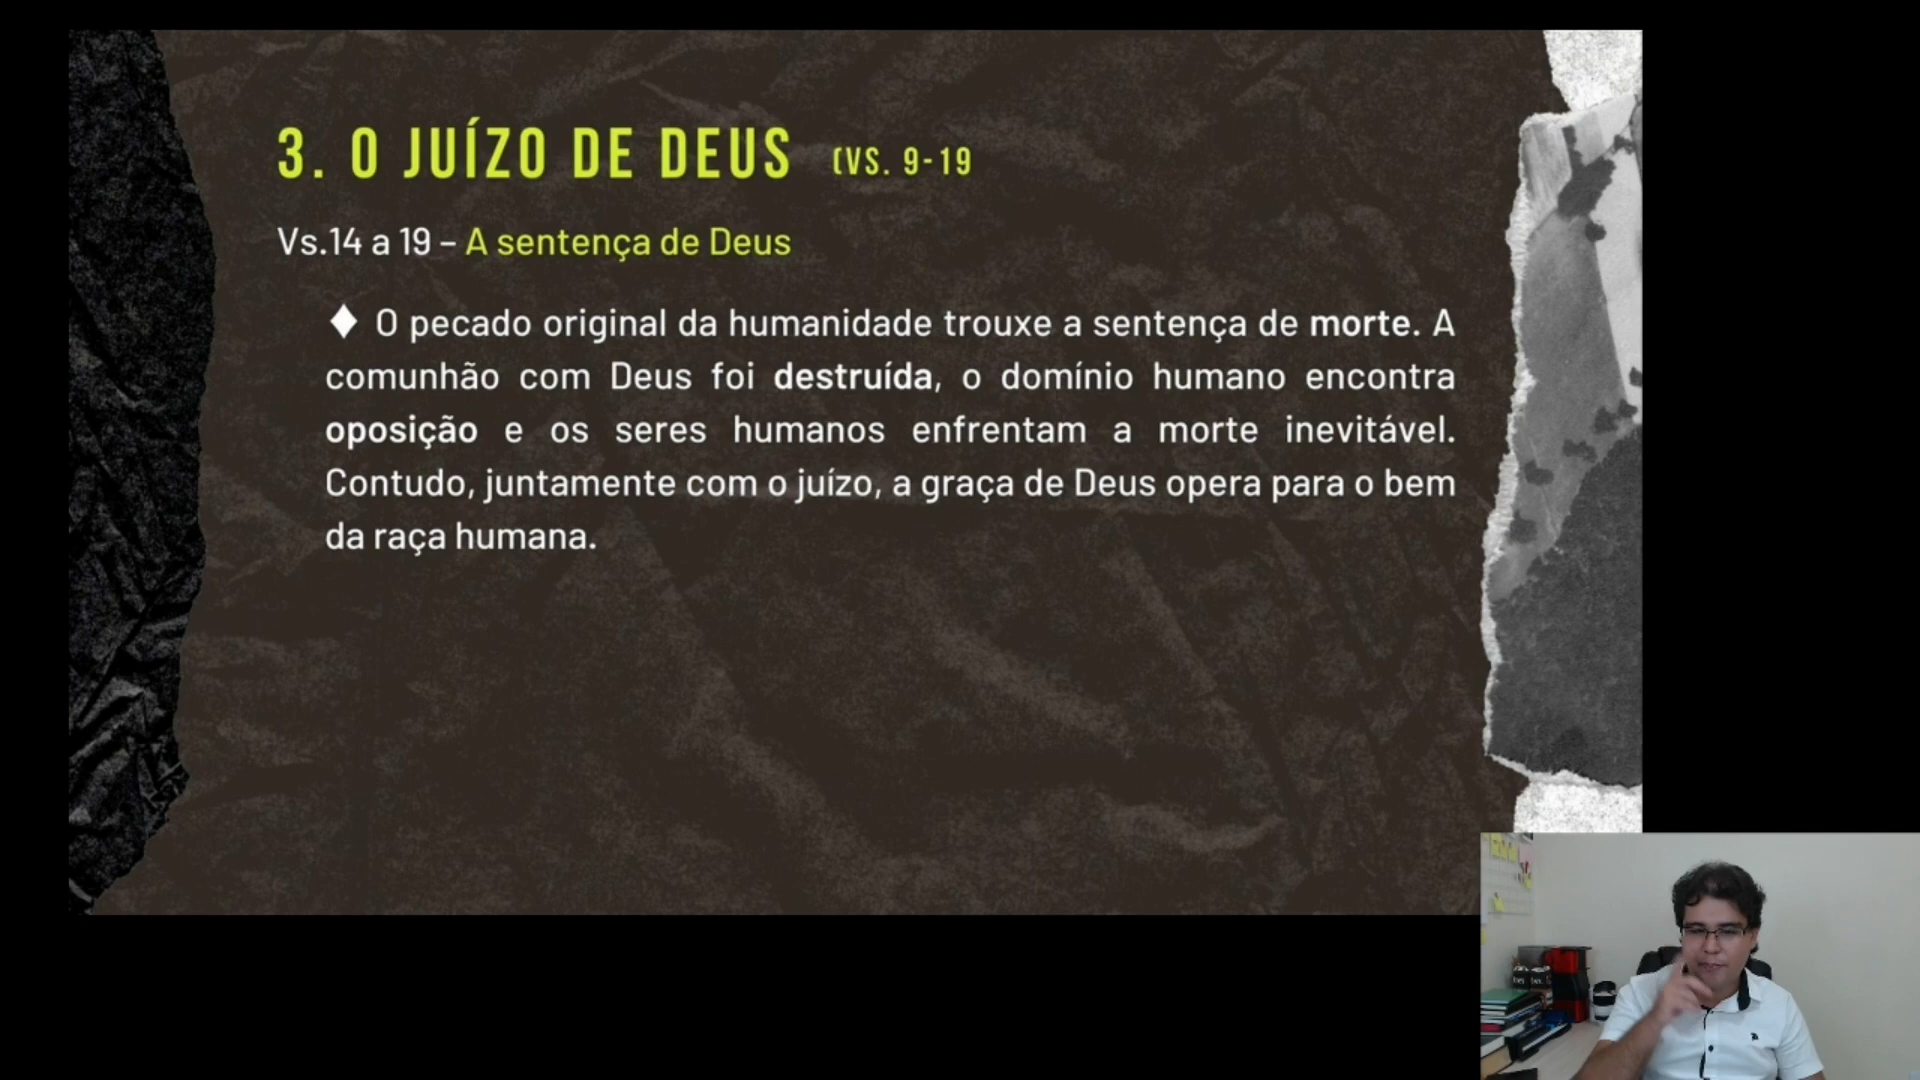 3. O JUÍZO DE DEUS (VS. 9-19
Vs.14 a 19 – A sentença de Deus
♦ O pecado original da humanidade trouxe a sentença de morte. A
comunhão com Deus foi destruída, o domínio humano encontra
oposição e os seres humanos enfrentam a morte inevitável.
Contudo, juntamente com o juízo, a graça de Deus opera para o bem
da raça humana.